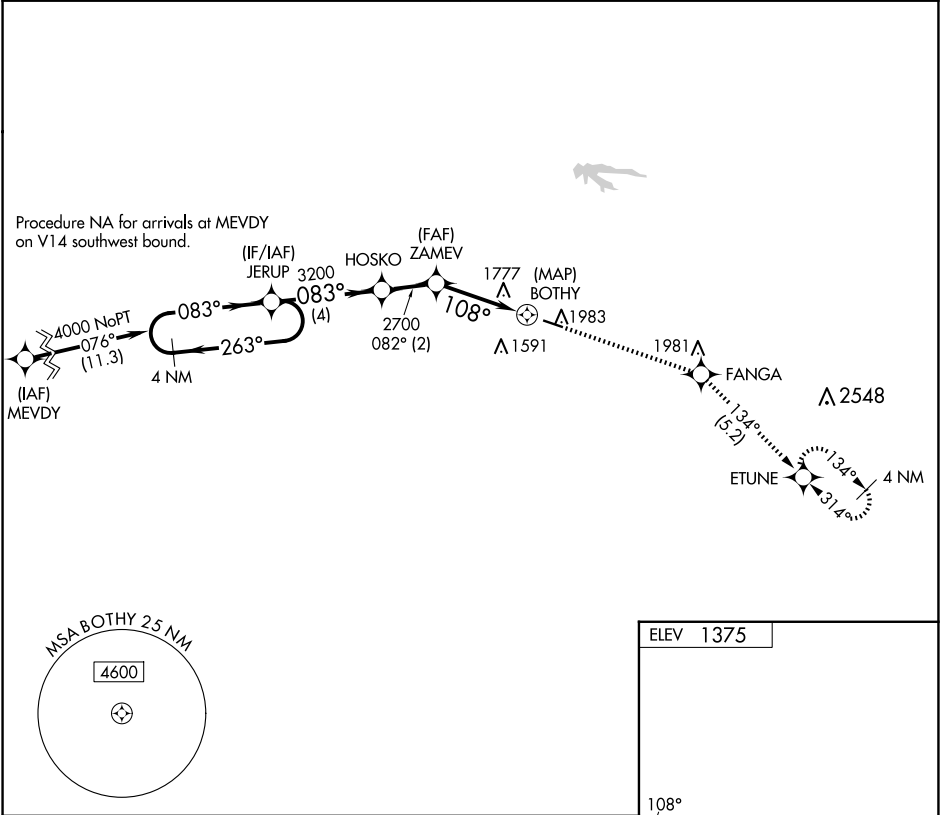 Procedure NA for arrivals at MEVDY
on V14 southwest bound.
(IF/IAF)
JERUP
3200
083°
(4)
HOSKO
(FAF)
ZAMEV
1777
(MAP)
BOTHY
1983
4000 NoPT
076°
(11.3)
083°
263°
4 NM
2700
082° (2)
108°
1591
1981
FANGA
2548
(IAF)
MEVDY
134°
(5.2)
ETUNE
134°
314°
4 NM
MSA BOTHY 25 NM
4600
ELEV 1375
108°